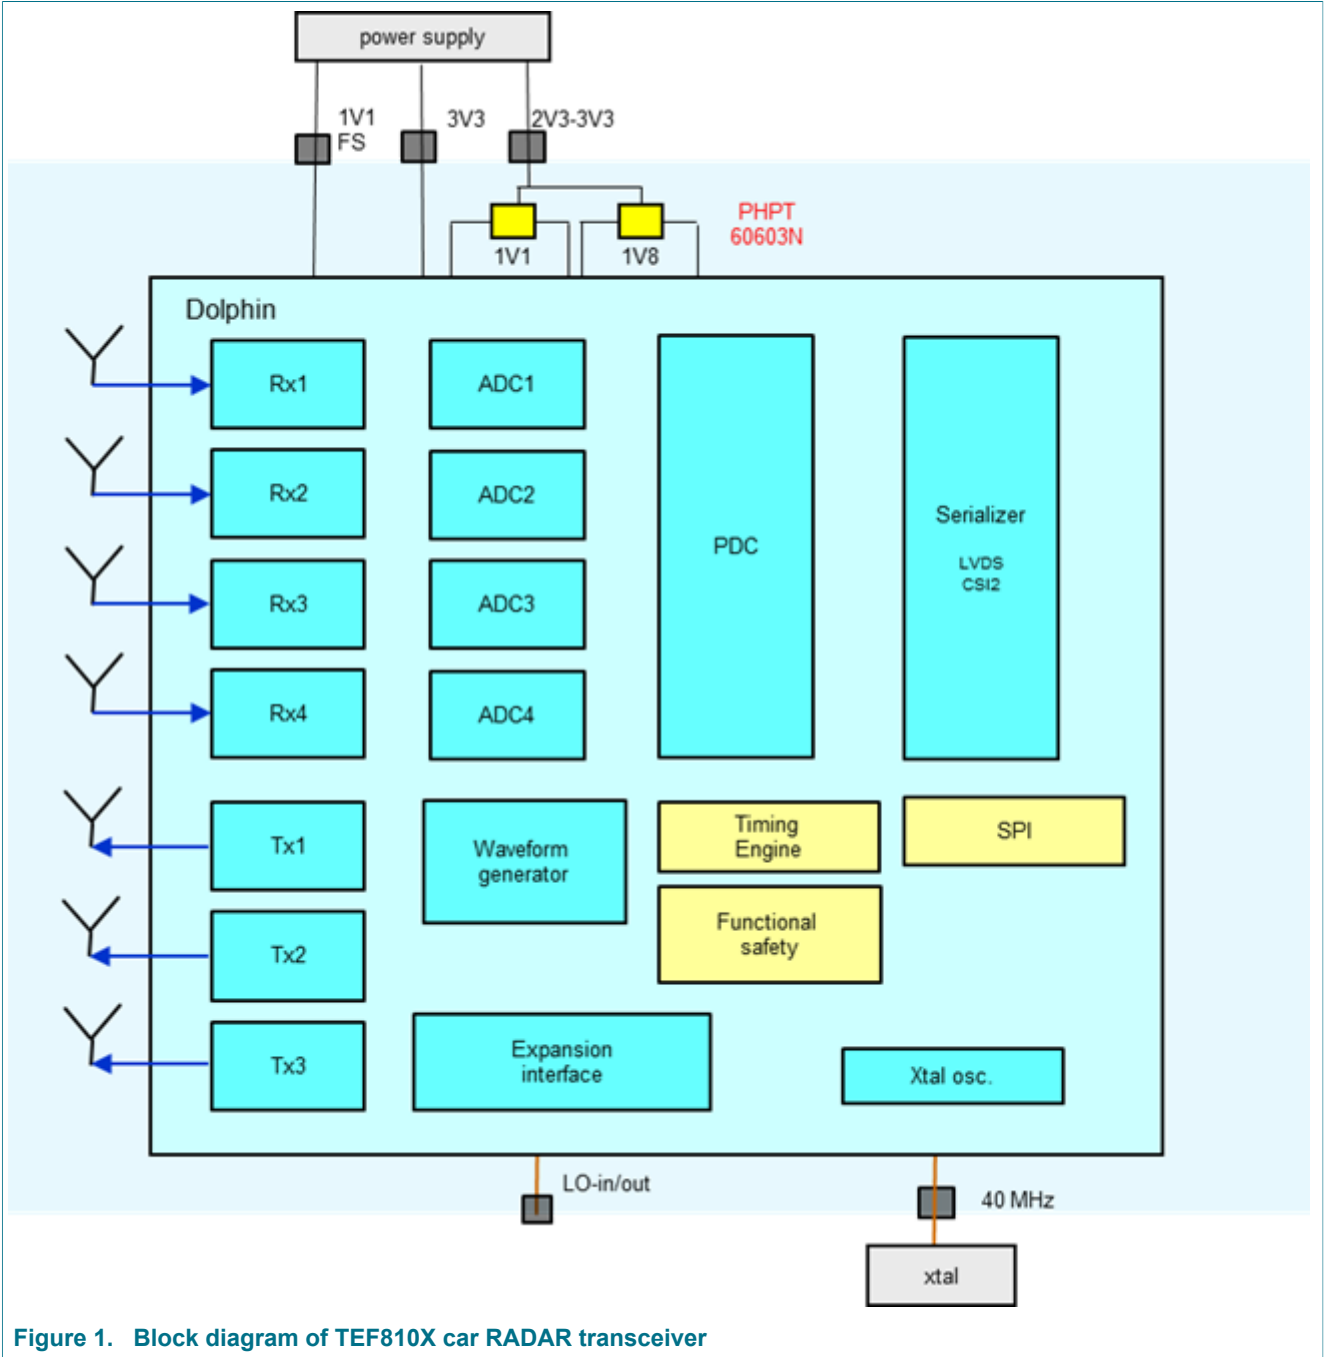 power supply
1V1
FS
3V3
2V3-3V3
PHPT
60603N
1V1
1V8
Dolphin
Rx1
ADC1
Rx2
ADC2
Rx3
ADC3
Rx4
ADC4
PDC
Serializer
LVDS
CSI2
Tx1
Waveform
generator
Timing
Engine
SPI
Tx2
Functional
safety
Tx3
Expansion
interface
Xtal osc.
LO-in/out
40 MHz
xtal
Figure 1. Block diagram of TEF810X car RADAR transceiver